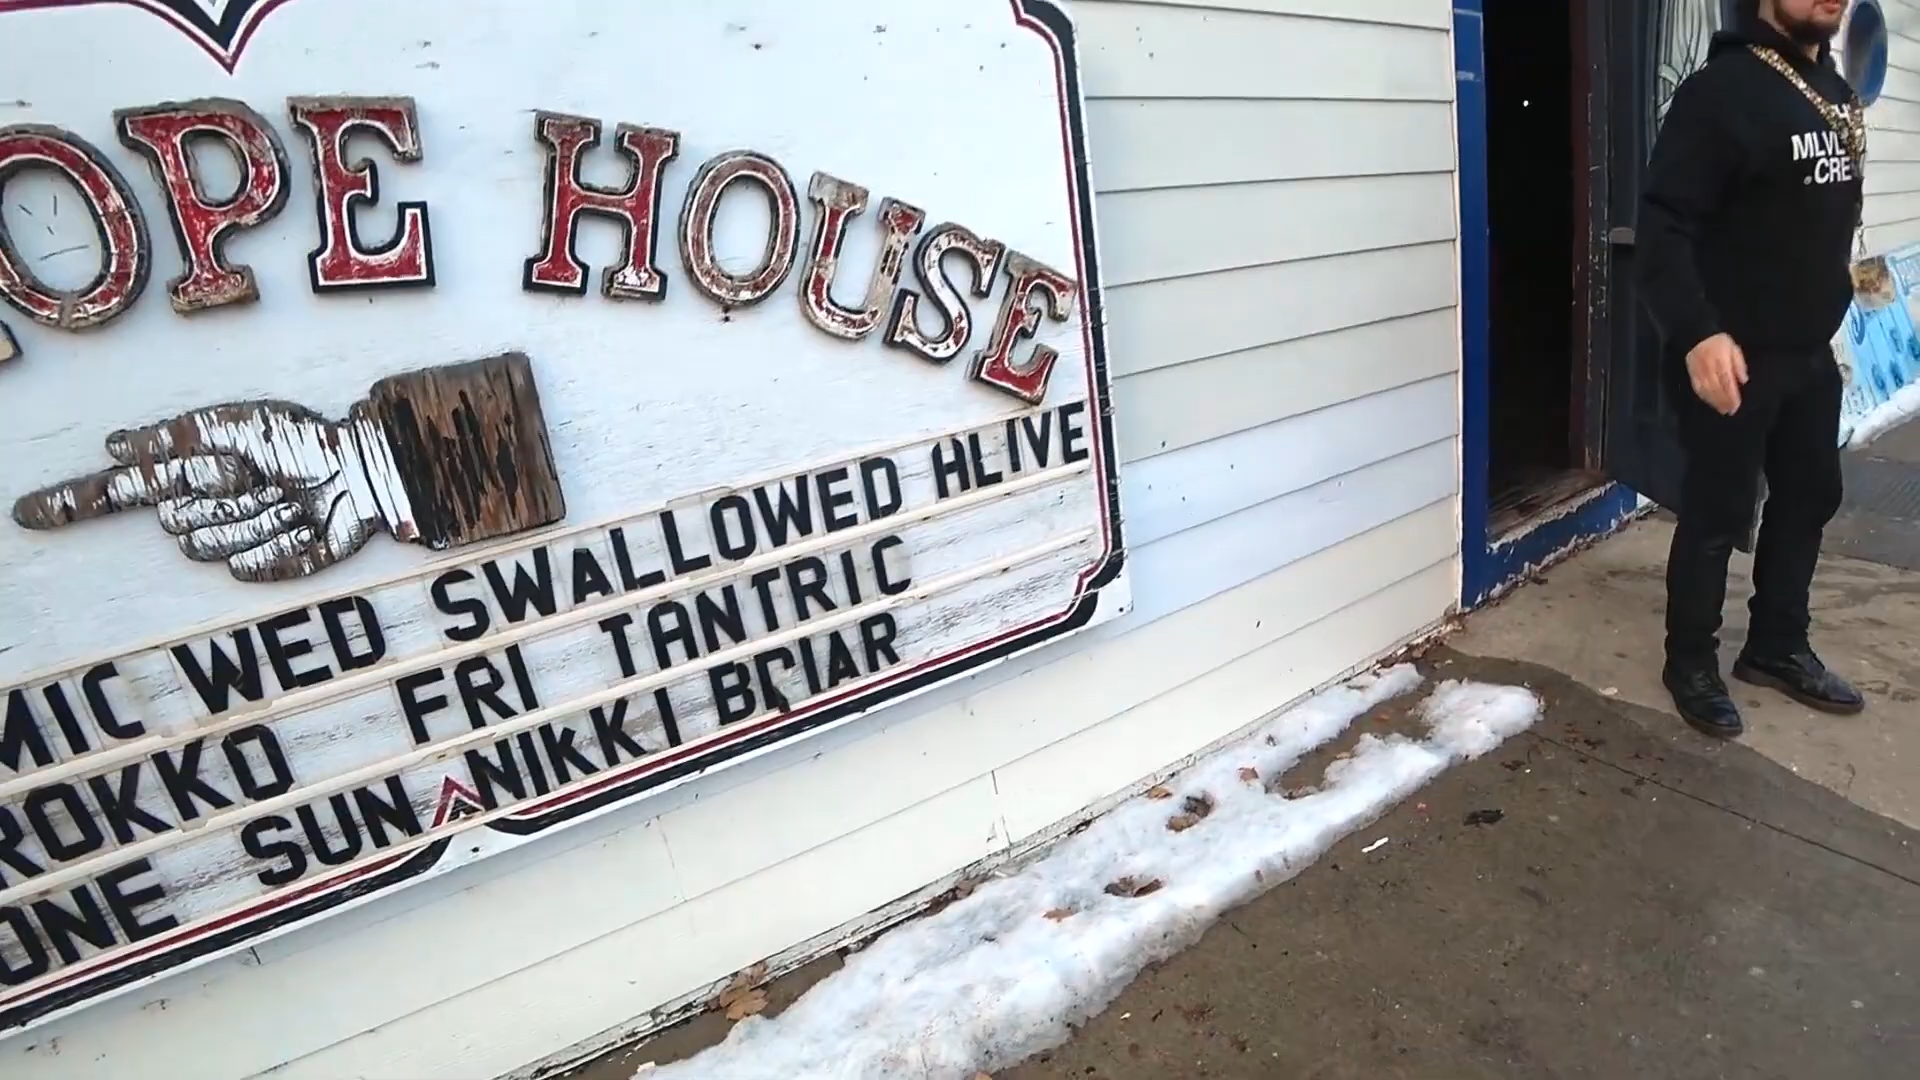 OPE HOUSE
MIC WED SWALLOWED ALIVE
ROKKO FRI TANTRIC
ONE SUN NIKKI BRIAR
MLVL
CRE